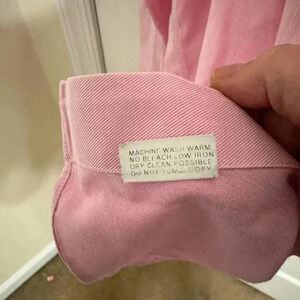 MACHINE WASH WARM
NO BLEACH LOW IRON
DRY CLEAN POSSIBLE
DO NOT TUMBLE DRY